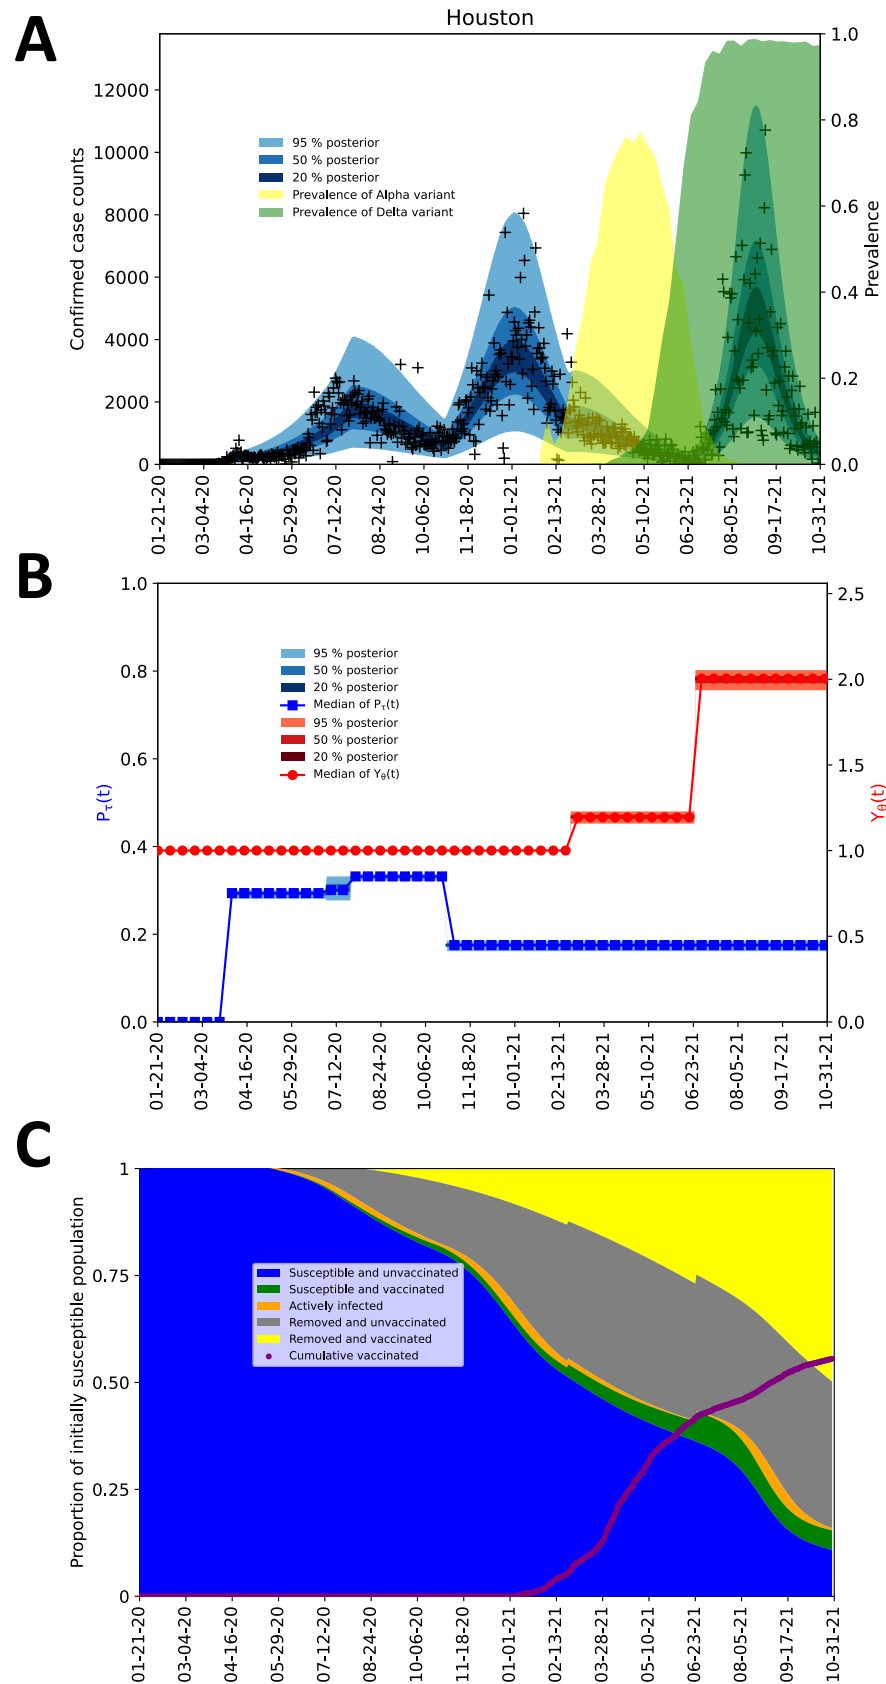 A
Houston
Confirmed case counts
12000
10000
8000
6000
4000
2000
0
95 % posterior
50 % posterior
20 % posterior
Prevalence of Alpha variant
Prevalence of Delta variant
1.0
0.8
0.6
0.4
0.2
0.0
Prevalence
01-21-20
03-04-20
04-16-20
05-29-20
07-12-20
08-24-20
10-06-20
11-18-20
01-01-21
02-13-21
03-28-21
05-10-21
06-23-21
08-05-21
09-17-21
10-31-21
B
Pτ(t)
1.0
0.8
0.6
0.4
0.2
0.0
95 % posterior
50 % posterior
20 % posterior
Median of Pτ(t)
95 % posterior
50 % posterior
20 % posterior
Median of Yθ(t)
2.5
2.0
1.5
1.0
0.5
0.0
Yθ(t)
01-21-20
03-04-20
05-29-20
07-12-20
08-24-20
10-06-20
11-18-20
01-01-21
02-13-21
03-28-21
05-10-21
06-23-21
08-05-21
09-17-21
10-31-21
C
Proportion of initially susceptible population
1
0.75
0.50
0.25
0
Susceptible and unvaccinated
Susceptible and vaccinated
Actively infected
Removed and unvaccinated
Removed and vaccinated
Cumulative vaccinated
01-21-20
03-04-20
04-16-20
05-29-20
07-12-20
08-24-20
10-06-20
11-18-20
01-01-21
02-13-21
03-28-21
05-10-21
06-23-21
08-05-21
09-17-21
10-31-21